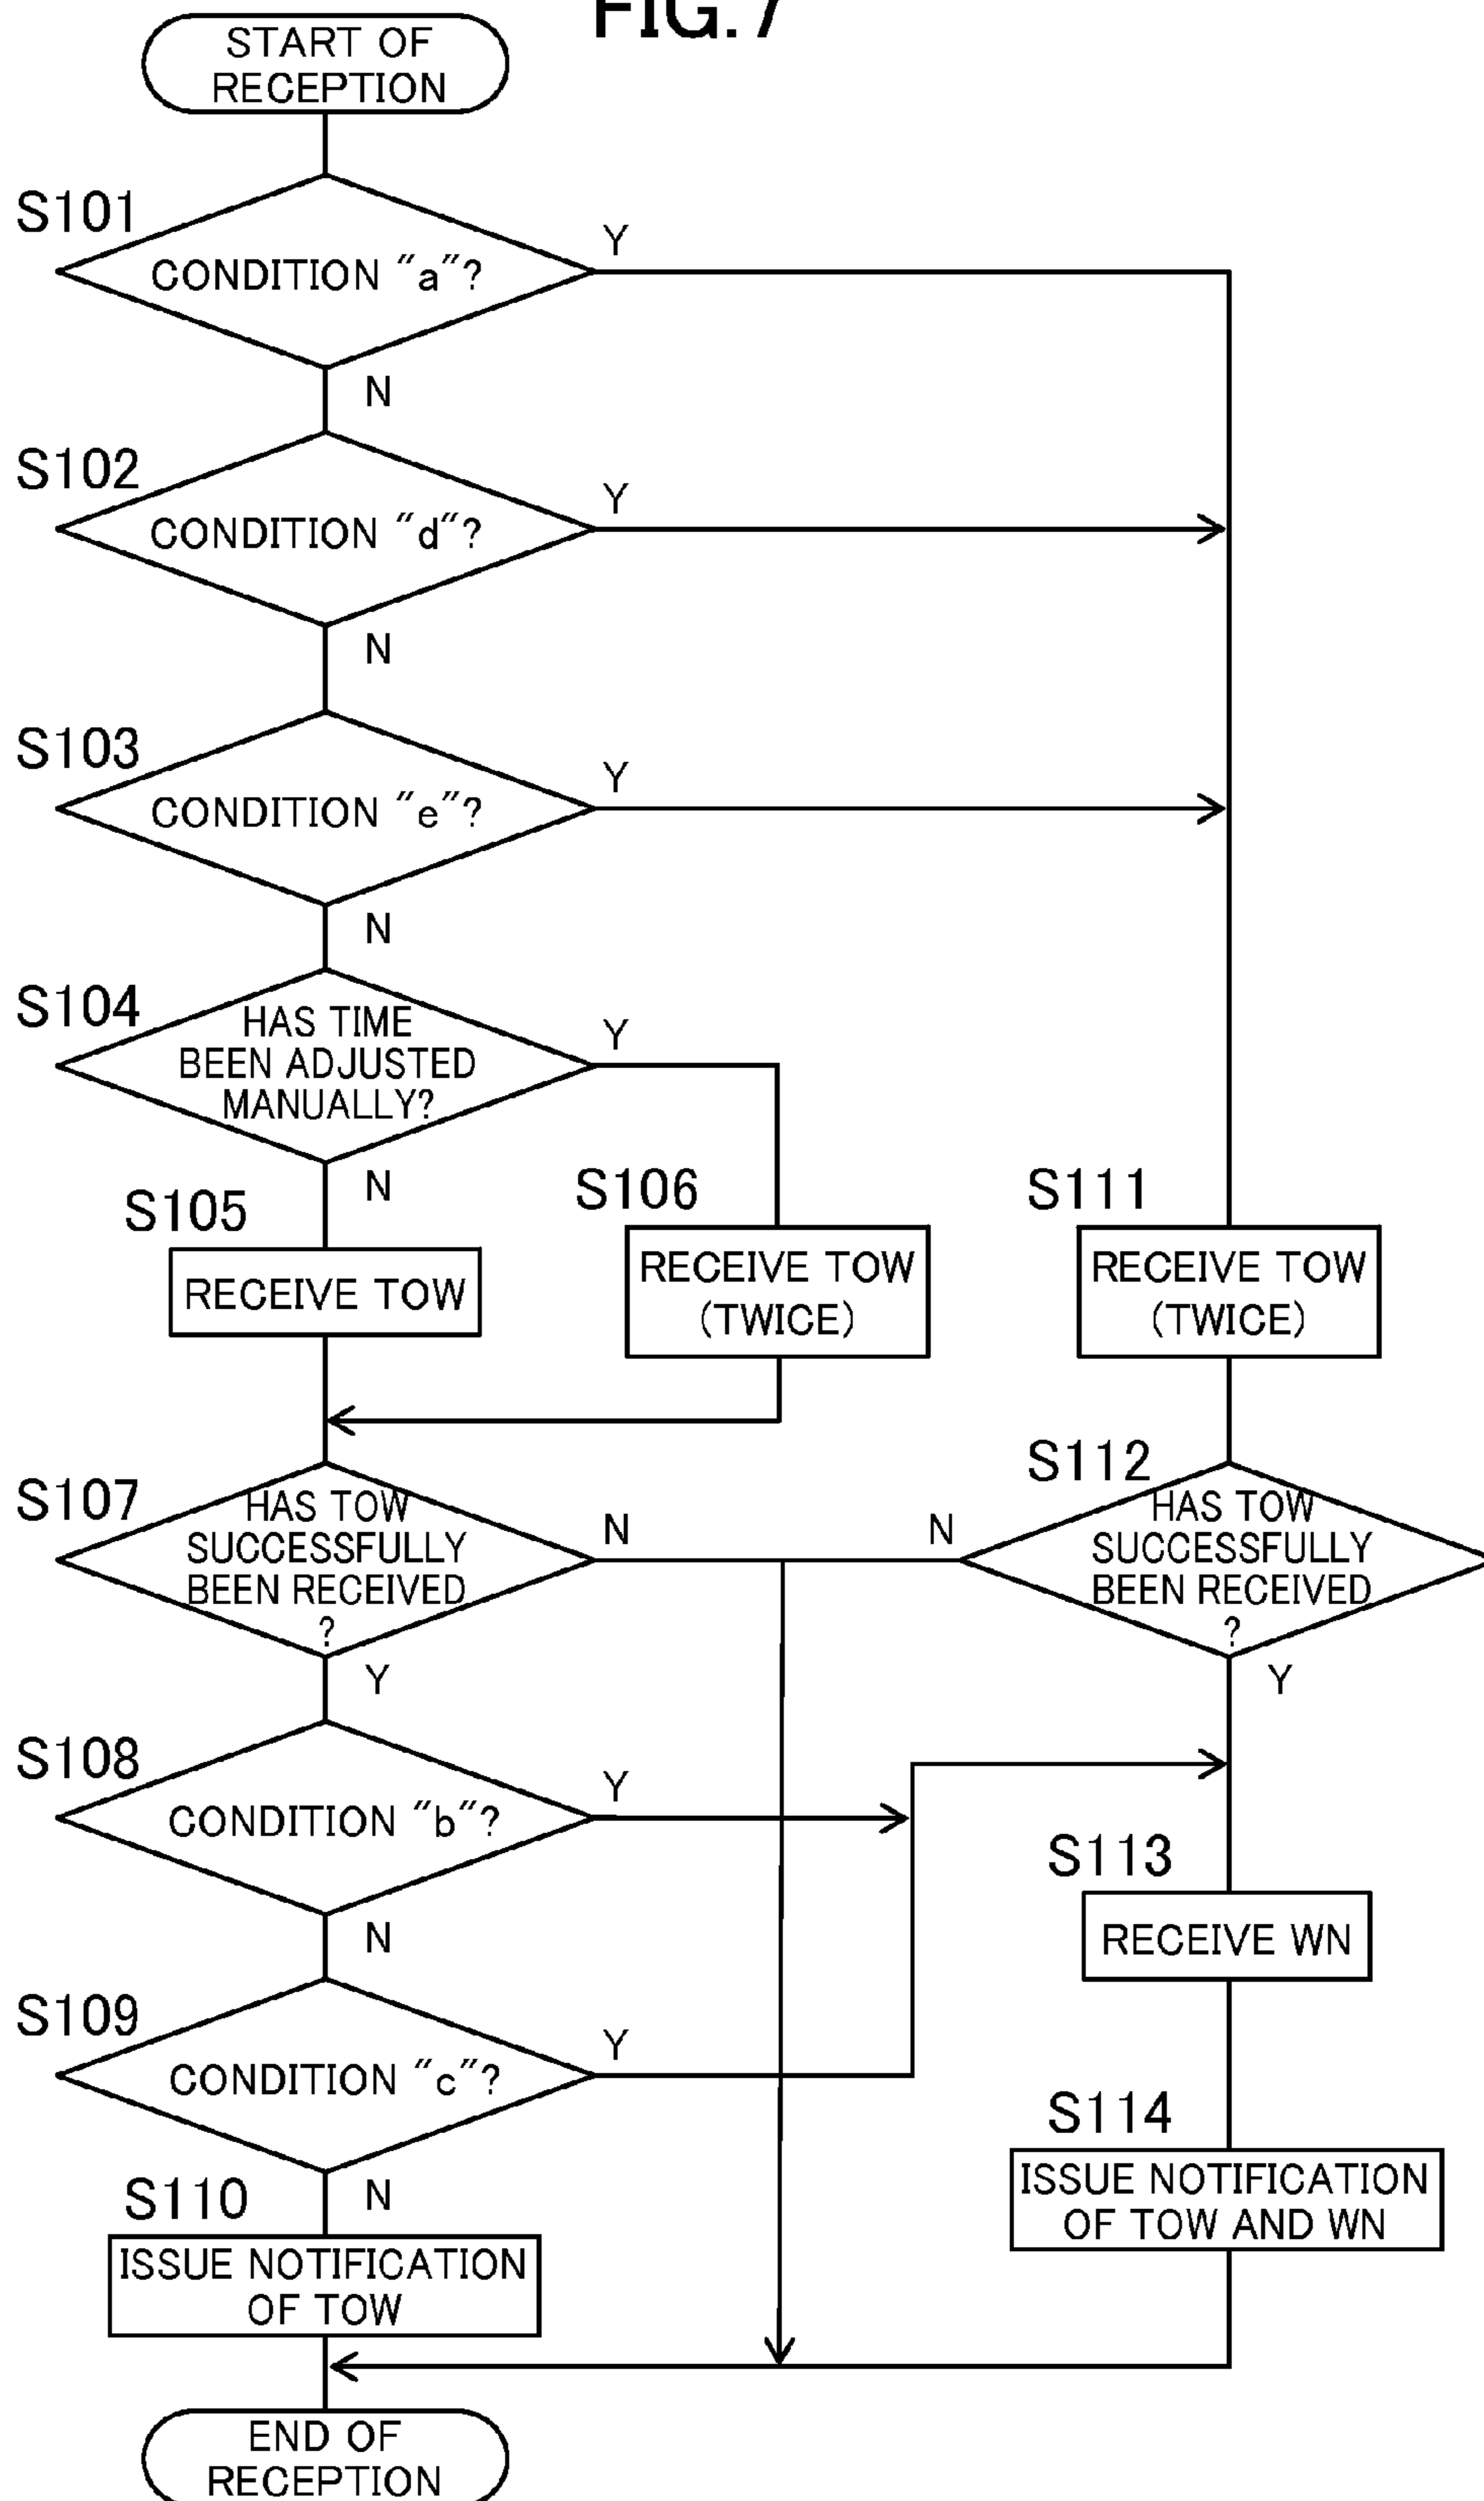 FIG. 7
START OF
RECEPTION
S101
CONDITION "a"?
Y
N
S102
CONDITION "d"?
Y
N
S103
CONDITION "e"?
Y
N
S104
HAS TIME
BEEN ADJUSTED
MANUALLY?
Y
N
S105
RECEIVE TOW
S106
RECEIVE TOW
(TWICE)
S111
RECEIVE TOW
(TWICE)
S107
HAS TOW
SUCCESSFULLY
BEEN RECEIVED
?
N
Y
S112
HAS TOW
SUCCESSFULLY
BEEN RECEIVED
?
N
Y
S108
CONDITION "b"?
Y
N
S113
RECEIVE WN
S109
CONDITION "c"?
Y
N
S114
ISSUE NOTIFICATION
OF TOW AND WN
S110
ISSUE NOTIFICATION
OF TOW
END OF
RECEPTION